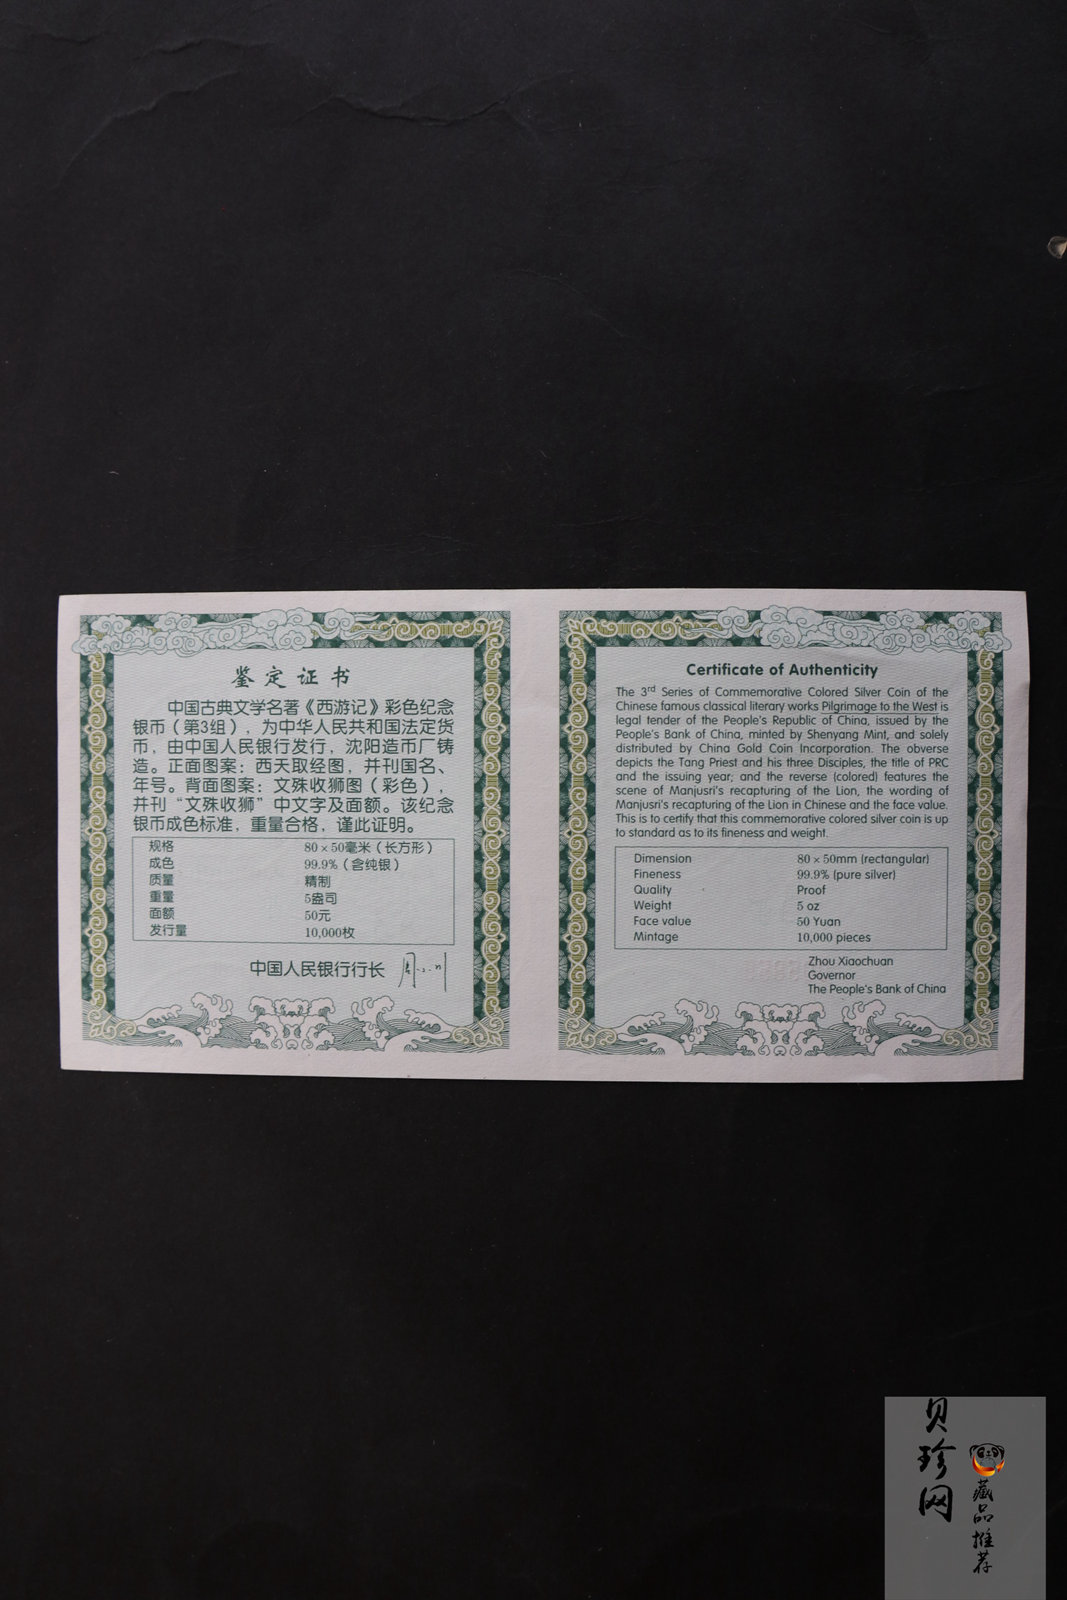 鉴定证书
中国古典文学名著《西游记》彩色纪念
银币（第3组），为中华人民共和国法定货
币，由中国人民银行发行，沈阳造币厂铸
造。正面图案：西天取经图，并刊国名、
年号。背面图案：文殊收狮图（彩色），
并刊“文殊收狮”中文字及面额。该纪念
银币成色标准，重量合格，谨此证明。
规格 80×50毫米（长方形）
成色 99.9%（含纯银）
质量 精制
重量 5盎司
面额 50元
发行量 10,000枚
中国人民银行行长
Certificate of Authenticity
The 3rd Series of Commemorative Colored Silver Coin of the
Chinese famous classical literary works Pilgrimage to the West is
legal tender of the People's Republic of China, issued by the
People's Bank of China, minted by Shenyang Mint, and solely
distributed by China Gold Coin Incorporation. The obverse
depicts the Tang Priest and his three Disciples, the title of PRC
and the issuing year; and the reverse (colored) features the
scene of Manjusri's recapturing of the Lion, the wording of
Manjusri's recapturing of the Lion in Chinese and the face value.
This is to certify that this commemorative colored silver coin is up
to standard as to its fineness and weight.
Dimension 80×50mm (rectangular)
Fineness 99.9% (pure silver)
Quality Proof
Weight 5 oz
Face value 50 Yuan
Mintage 10,000 pieces
Zhou Xiaochuan
Governor
The People's Bank of China
贝珍网
藏品推荐